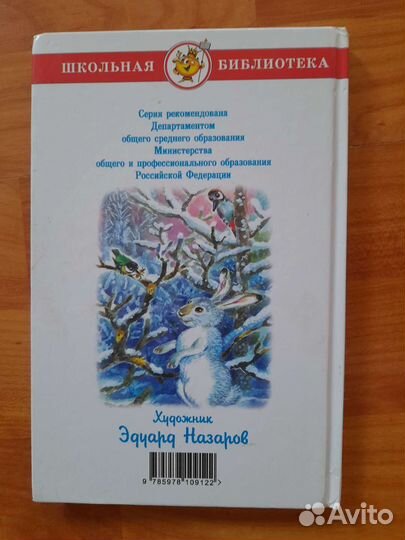 ШКОЛЬНАЯ БИБЛИОТЕКА
Серия рекомендована
Департаментом
общего среднего образования
Министерства
общего и профессионального образования
Российской Федерации
Художник
Эдуард Назаров
9 785978 109122 >
Avito